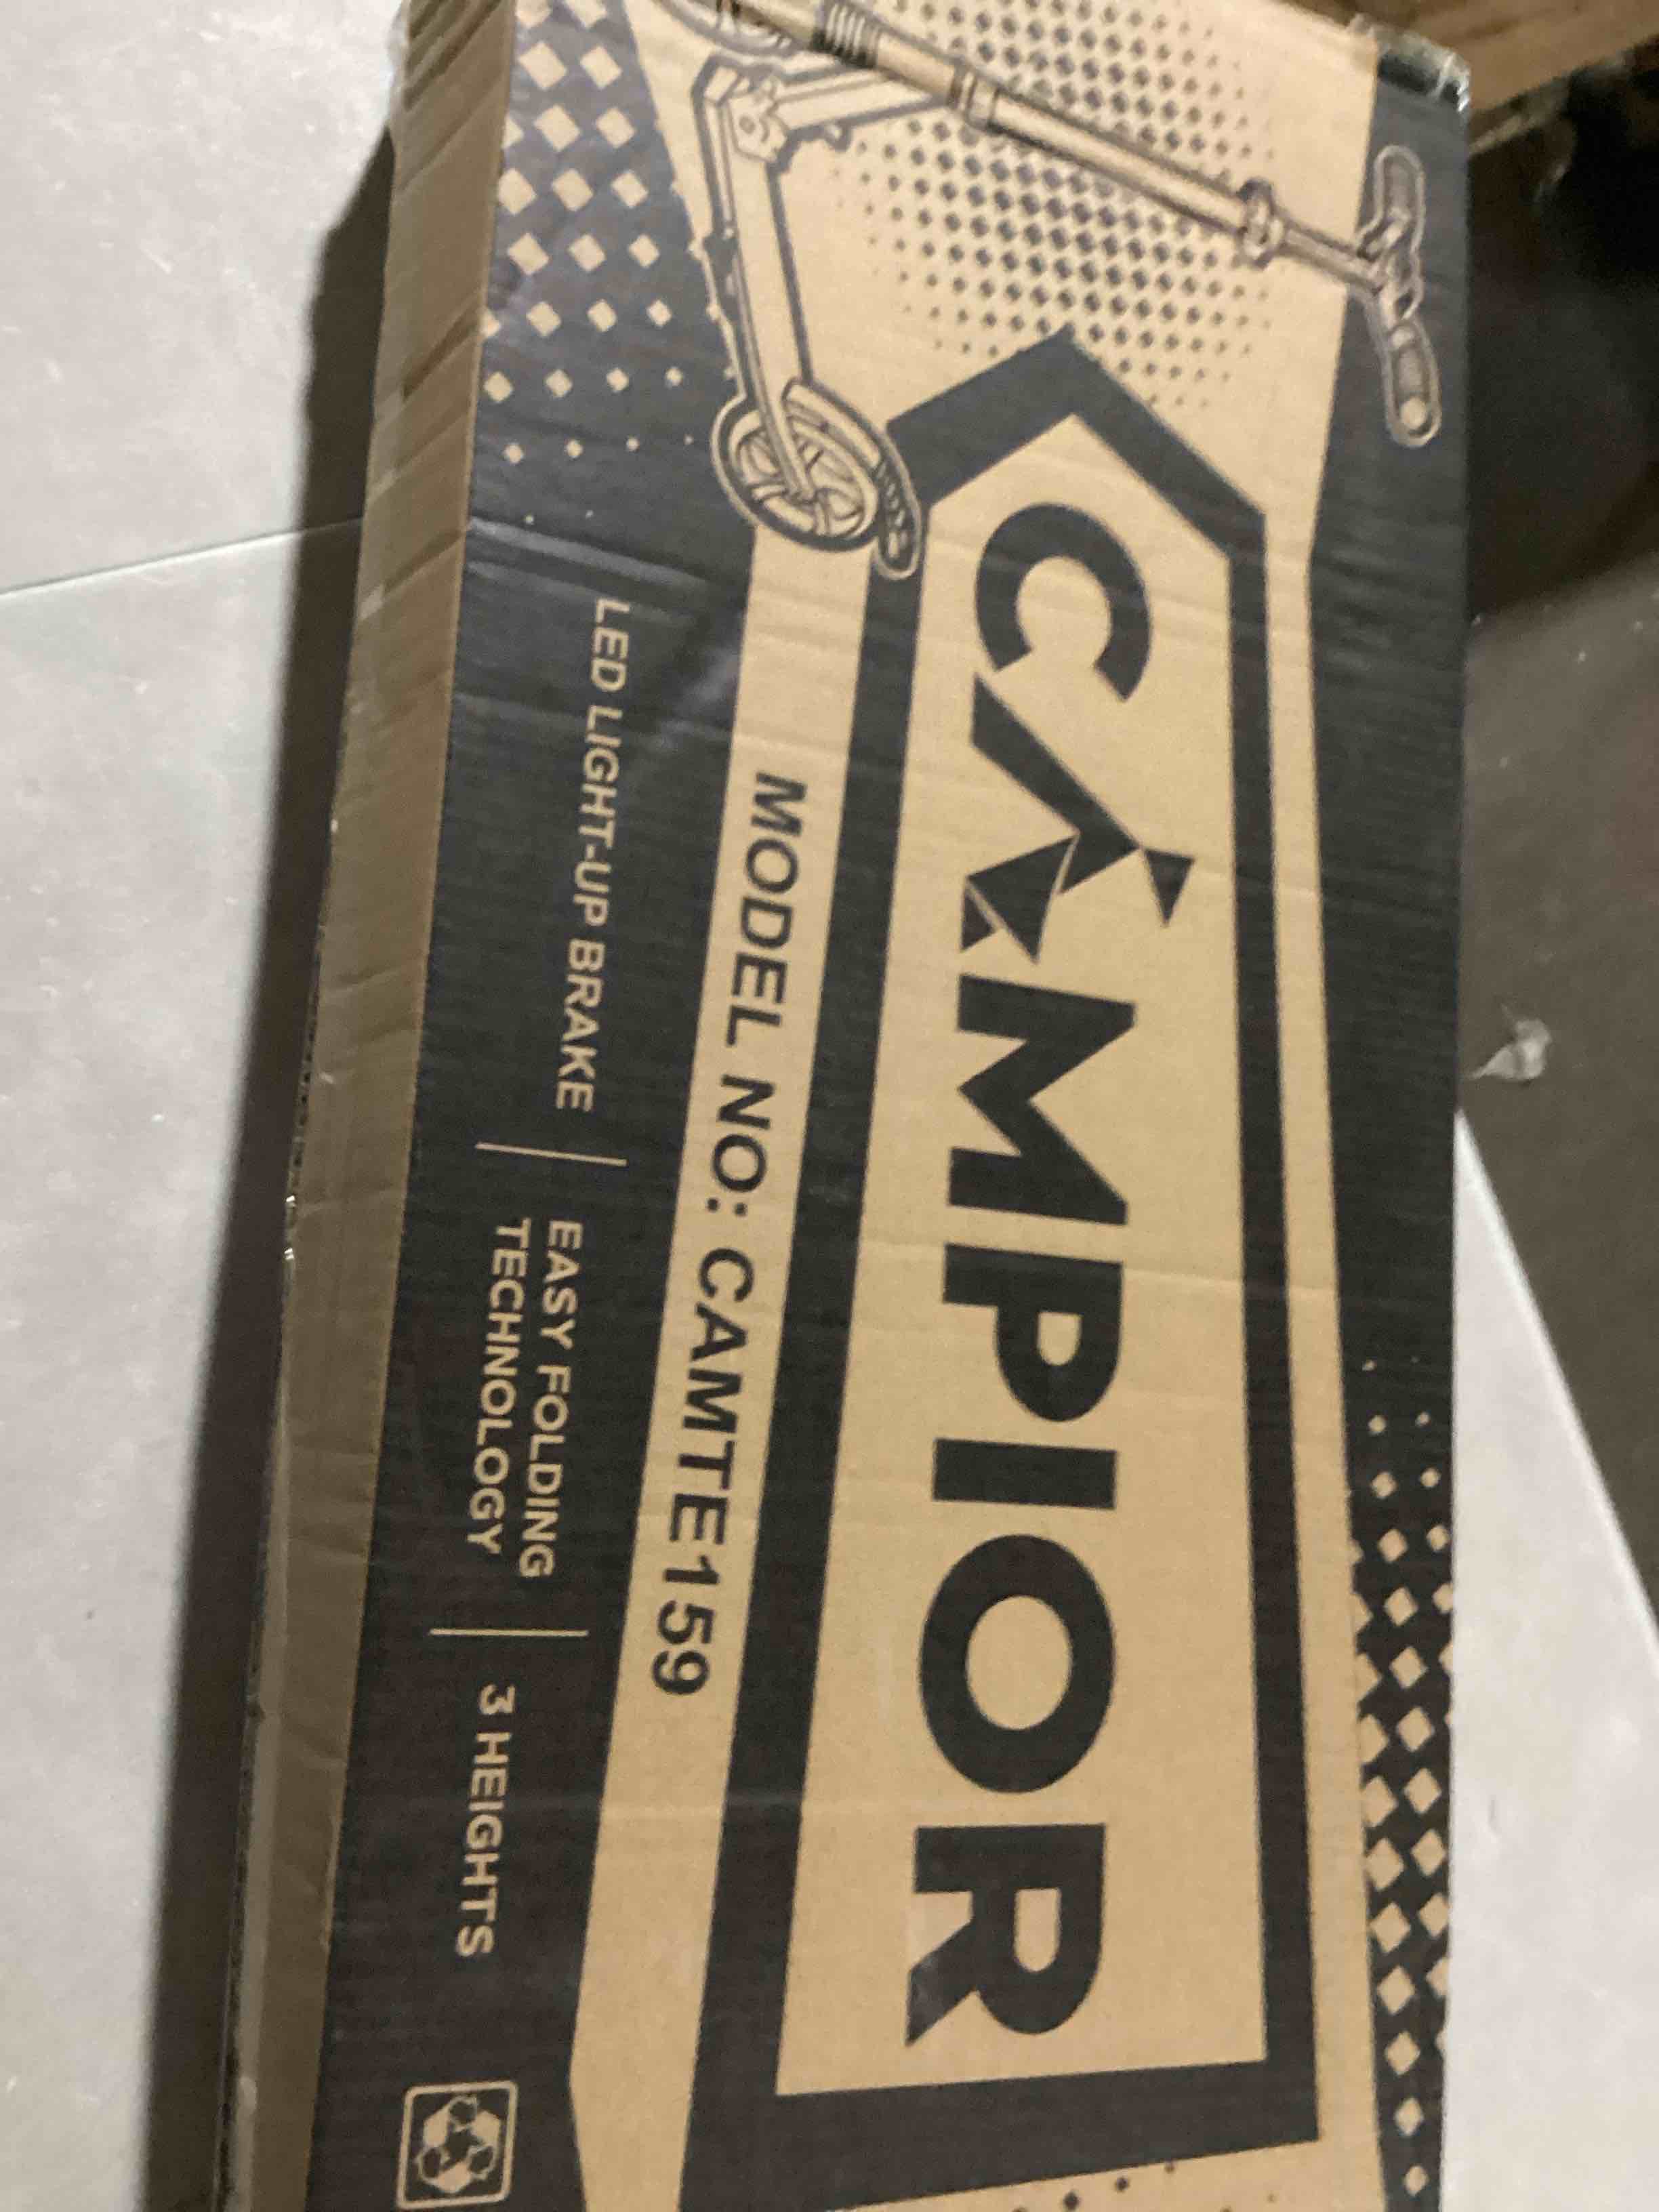 CAMPIOR
MODEL NO: CAMTE159
LED LIGHT-UP BRAKE
EASY FOLDING
TECHNOLOGY
3 HEIGHTS